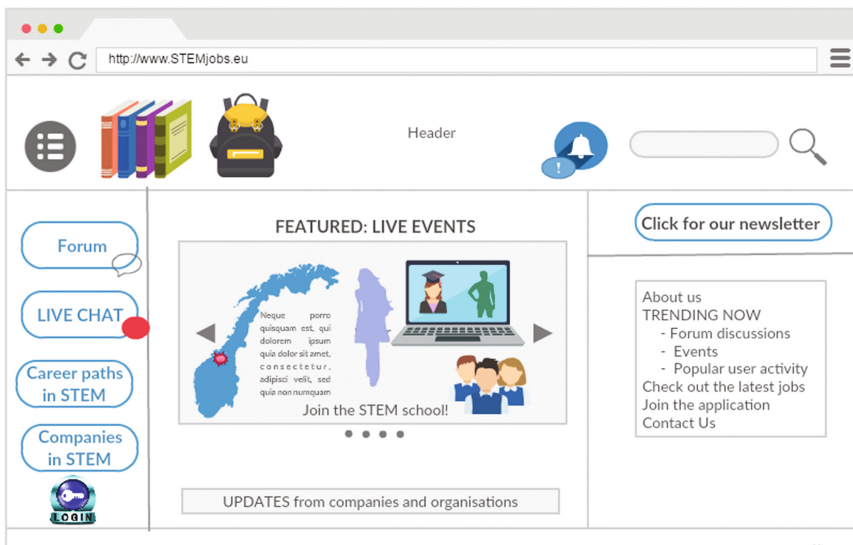 http://www.STEMjobs.eu
Header
!
Click for our newsletter
FEATURED: LIVE EVENTS
Forum
LIVE CHAT
Career paths
in STEM
Companies
in STEM
LOGIN
Neque porro
quisquam est, qui
dolorem ipsum
quia dolor sit amet,
consectetur,
adipisci velit, sed
quia non numquam
Join the STEM school!
UPDATES from companies and organisations
About us
TRENDING NOW
- Forum discussions
- Events
- Popular user activity
Check out the latest jobs
Join the application
Contact Us